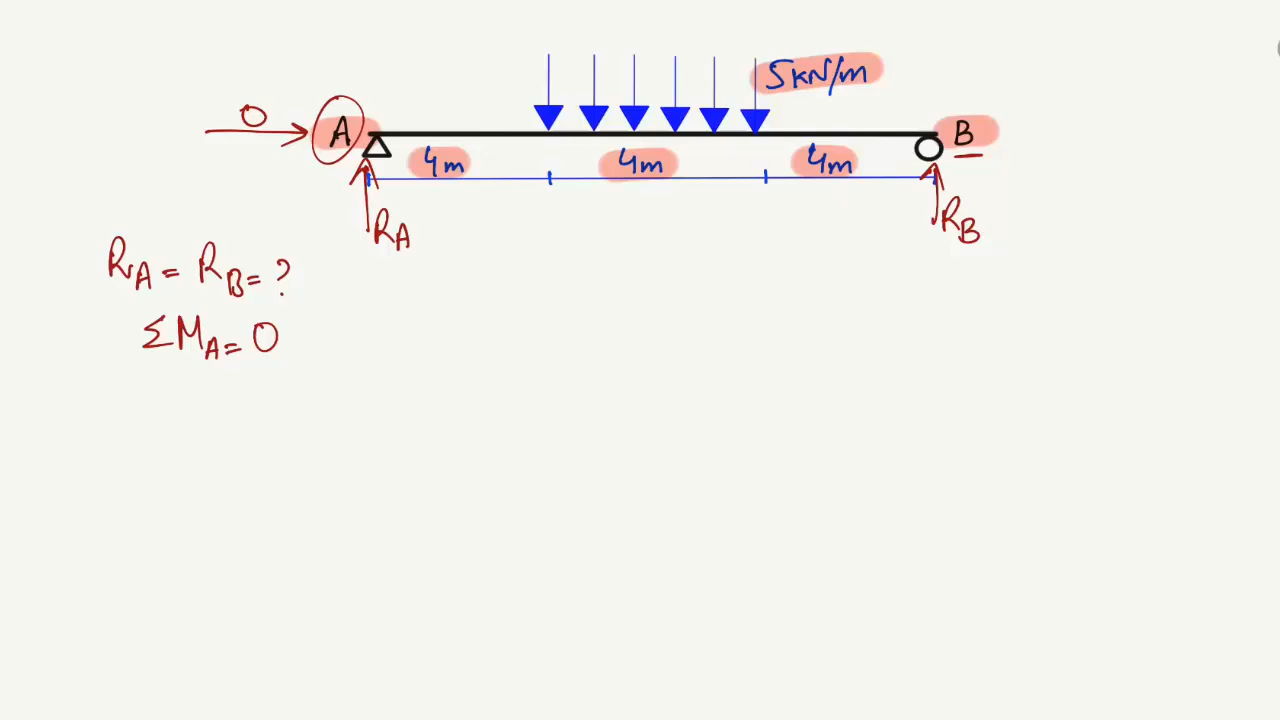 5kN/m
0
A
B
4m 4m 4m
RA
RB
RA = RB = ?
ΣMA = 0